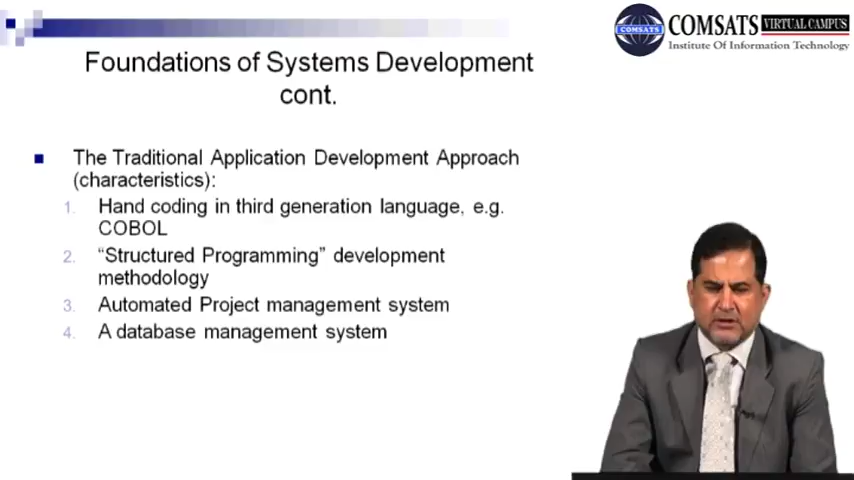 COMSATS VIRTUAL CAMPUS
COMSATS
Institute Of Information Technology
Foundations of Systems Development
cont.
The Traditional Application Development Approach
(characteristics):
1. Hand coding in third generation language, e.g.
COBOL
2. “Structured Programming” development
methodology
3. Automated Project management system
4. A database management system